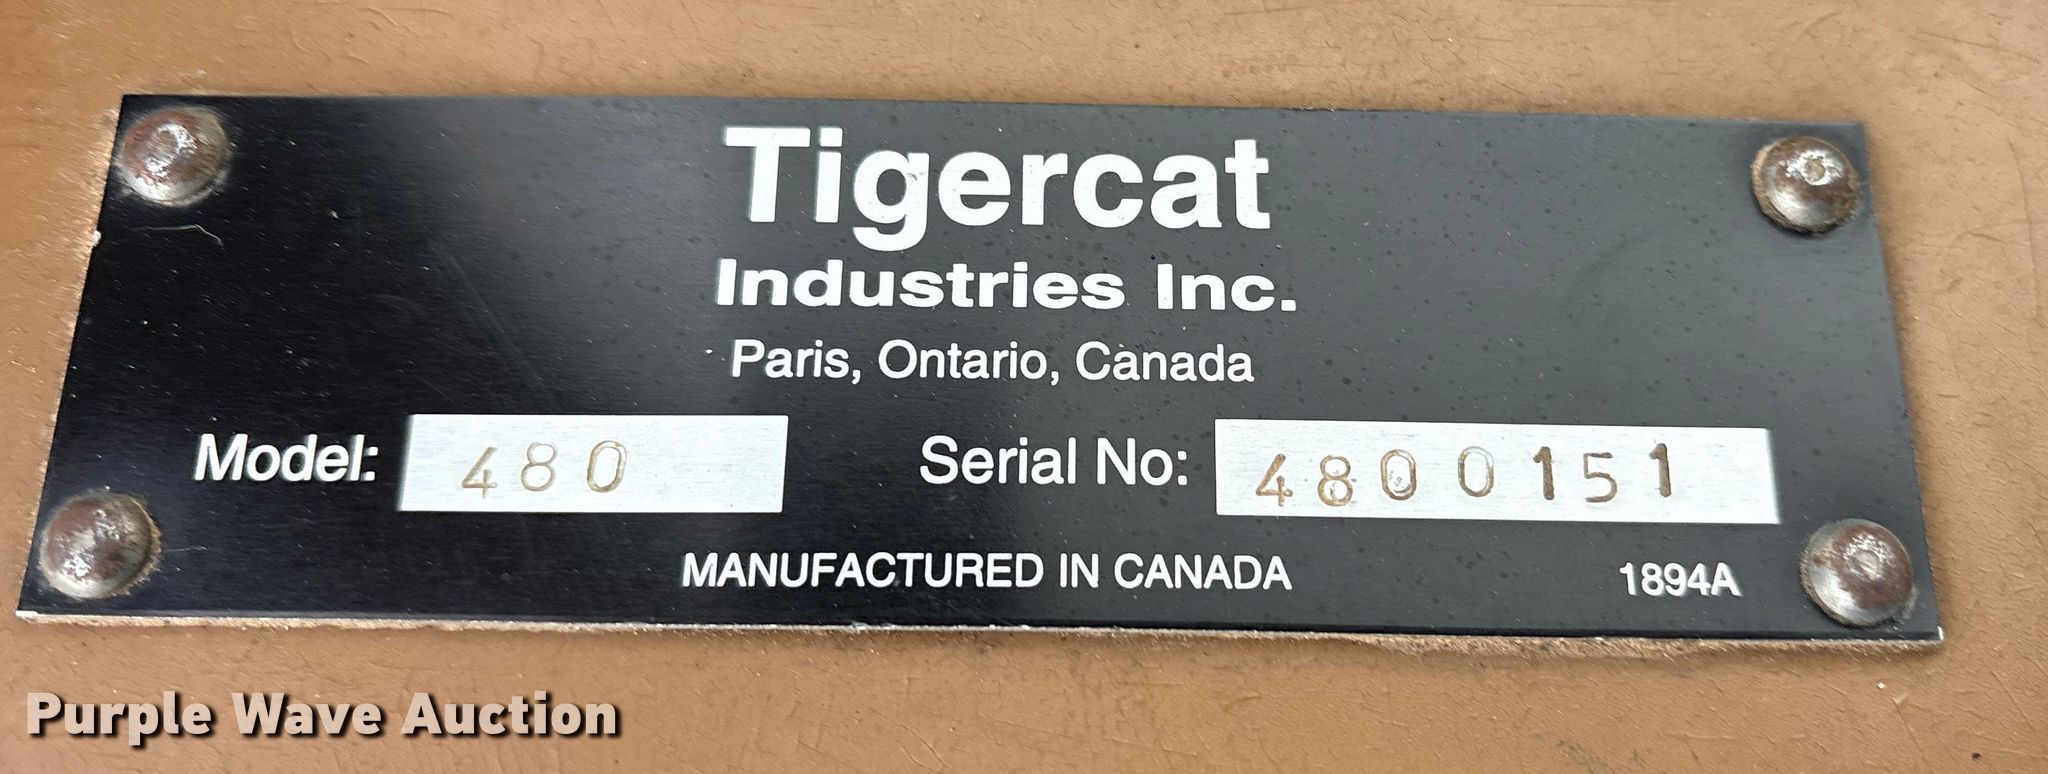 Tigercat
Industries Inc.
Paris, Ontario, Canada
Model: 480 Serial No: 4800151
MANUFACTURED IN CANADA 1894A
Purple Wave Auction